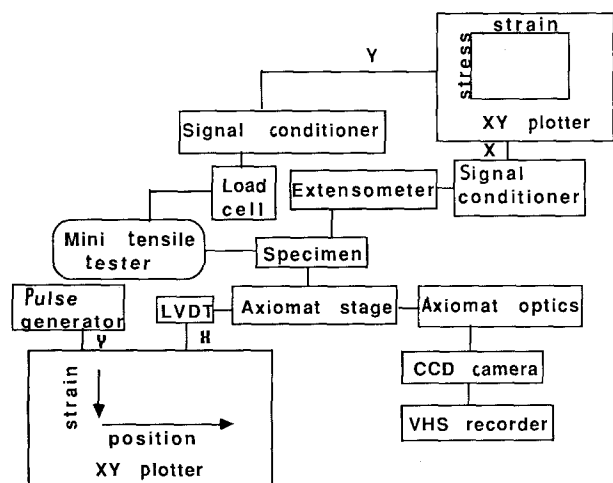 strain
stress
XY plotter
Y
X
Signal conditioner
Signal
conditioner
Load
cell
Extensometer
Mini tensile
tester
Specimen
Pulse
generator
LVDT
Axiomat stage
Axiomat optics
Y
X
CCD camera
VHS recorder
strain
position
XY plotter